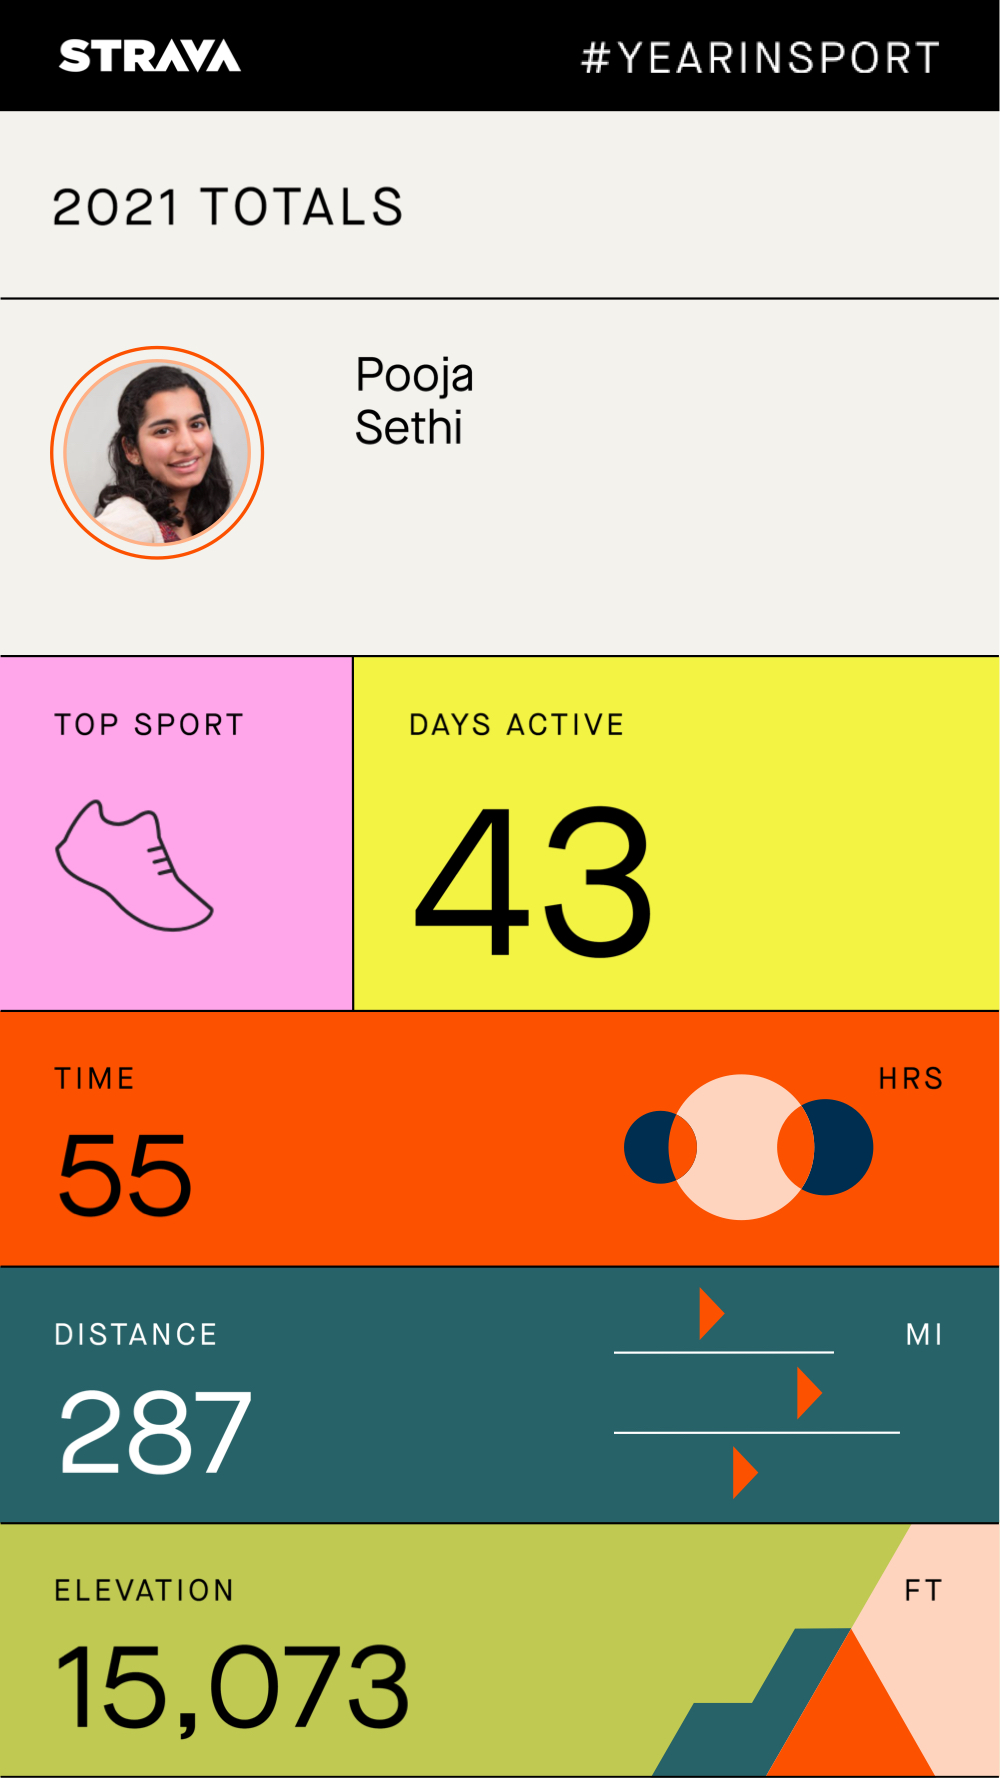 STRAVA
#YEARINSPORT
2021 TOTALS
Pooja
Sethi
TOP SPORT
DAYS ACTIVE
43
TIME
HRS
55
DISTANCE
MI
287
ELEVATION
FT
15,073